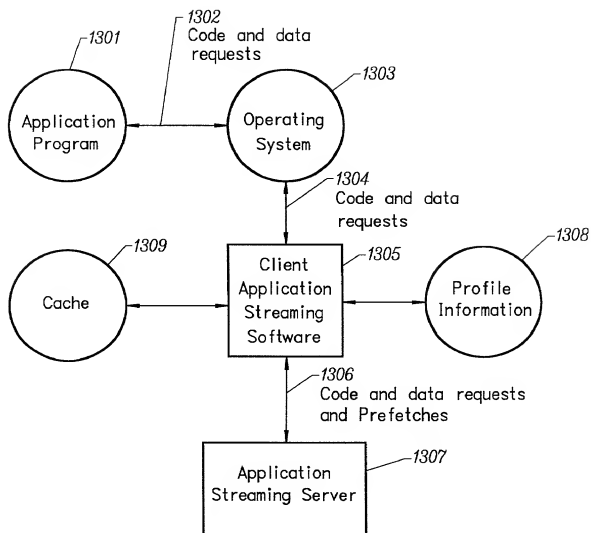 1302
Code and data
requests
1301
1303
Application
Program
Operating
System
1304
Code and data
requests
1309
1305
1308
Cache
Client
Application
Streaming
Software
Profile
Information
1306
Code and data requests
and Prefetches
1307
Application
Streaming Server